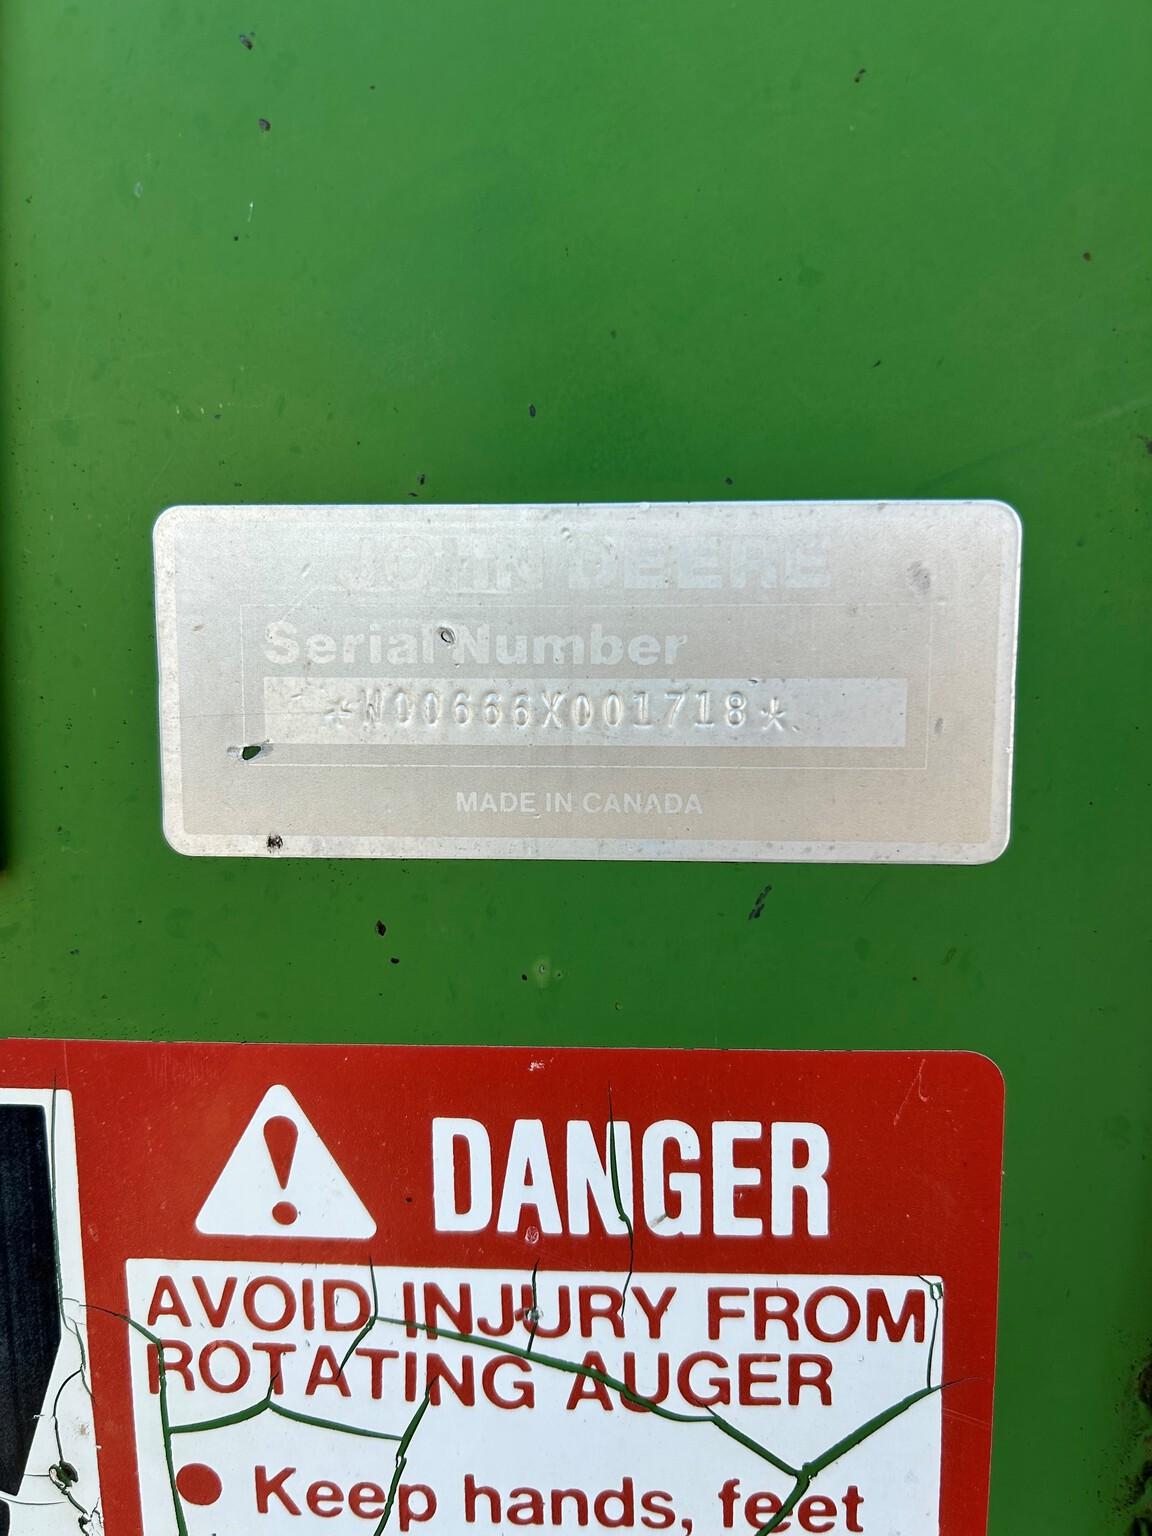 JOHN DEERE
Serial Number
*W00666X001718*
MADE IN CANADA
DANGER
AVOID INJURY FROM
ROTATING AUGER
● Keep hands, feet